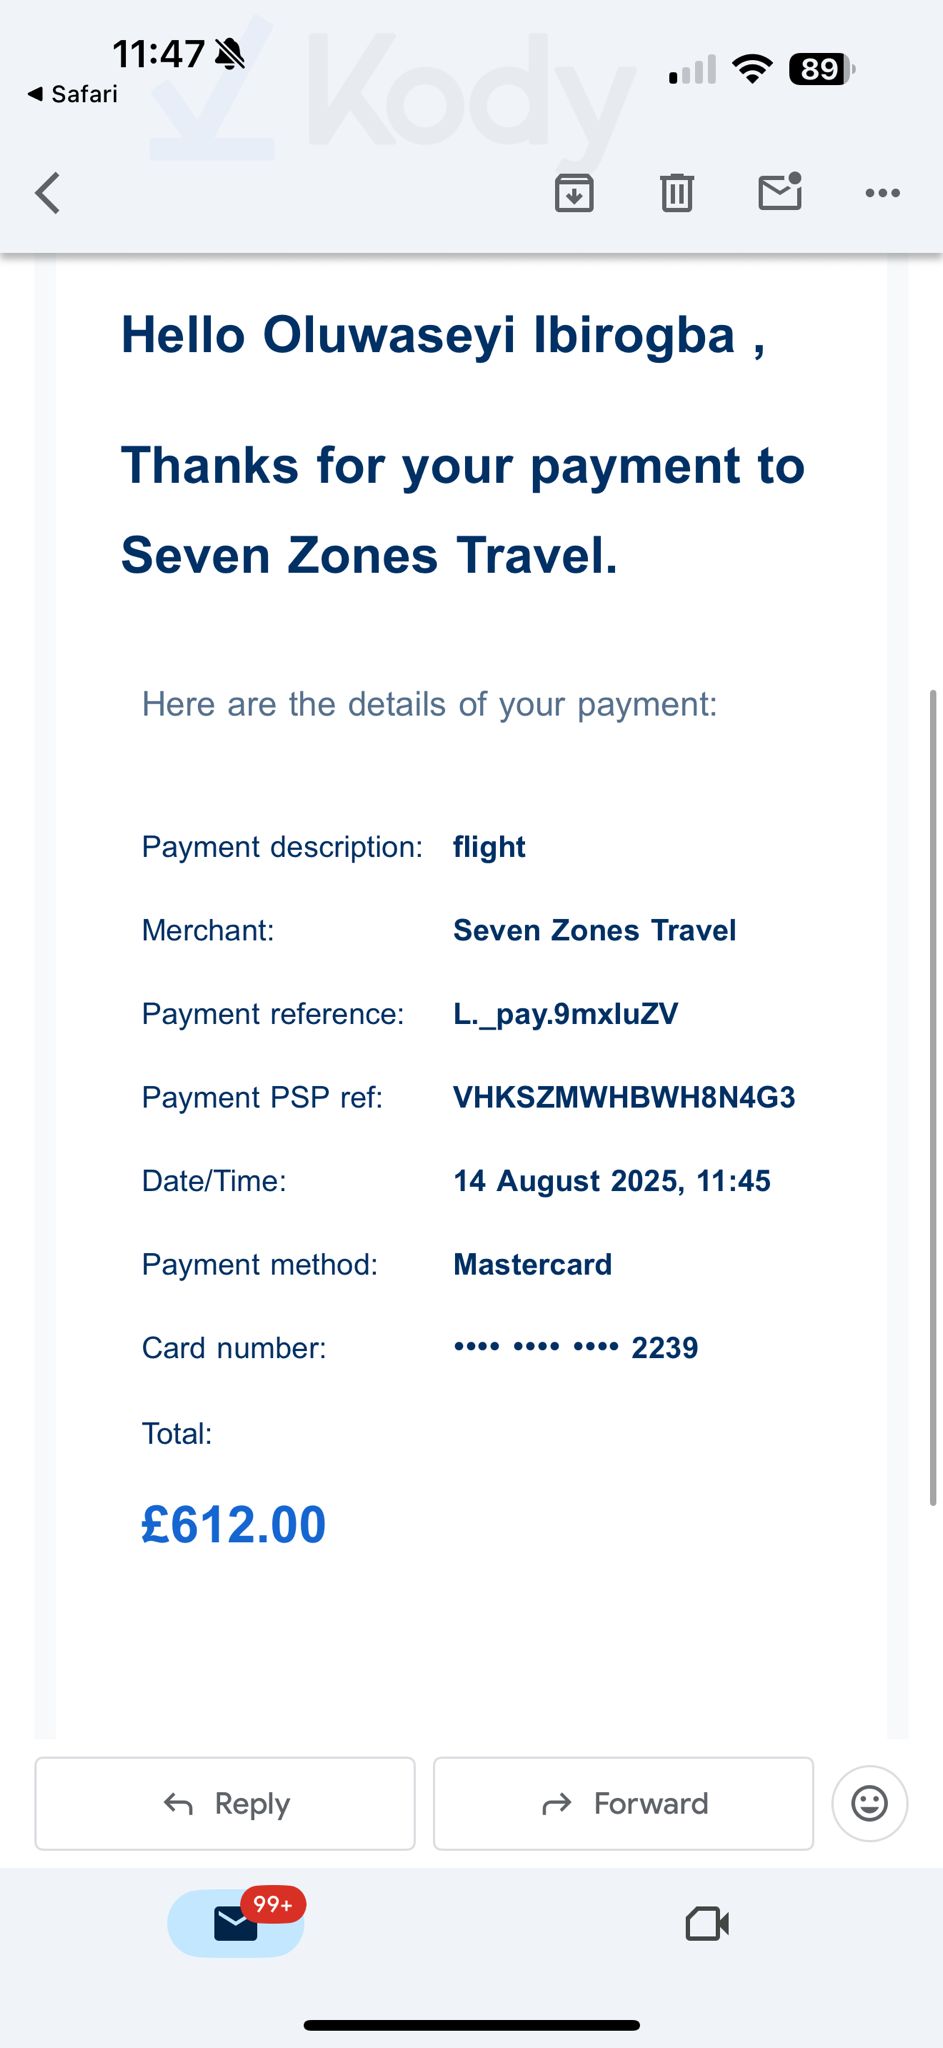 11:47
Safari
89
Kody
Hello Oluwaseyi Ibirogba ,
Thanks for your payment to
Seven Zones Travel.
Here are the details of your payment:
Payment description: flight
Merchant: Seven Zones Travel
Payment reference: L._pay.9mxluZV
Payment PSP ref: VHKSZMWHBWH8N4G3
Date/Time: 14 August 2025, 11:45
Payment method: Mastercard
Card number: •••• •••• •••• 2239
Total:
£612.00
Reply
Forward
99+